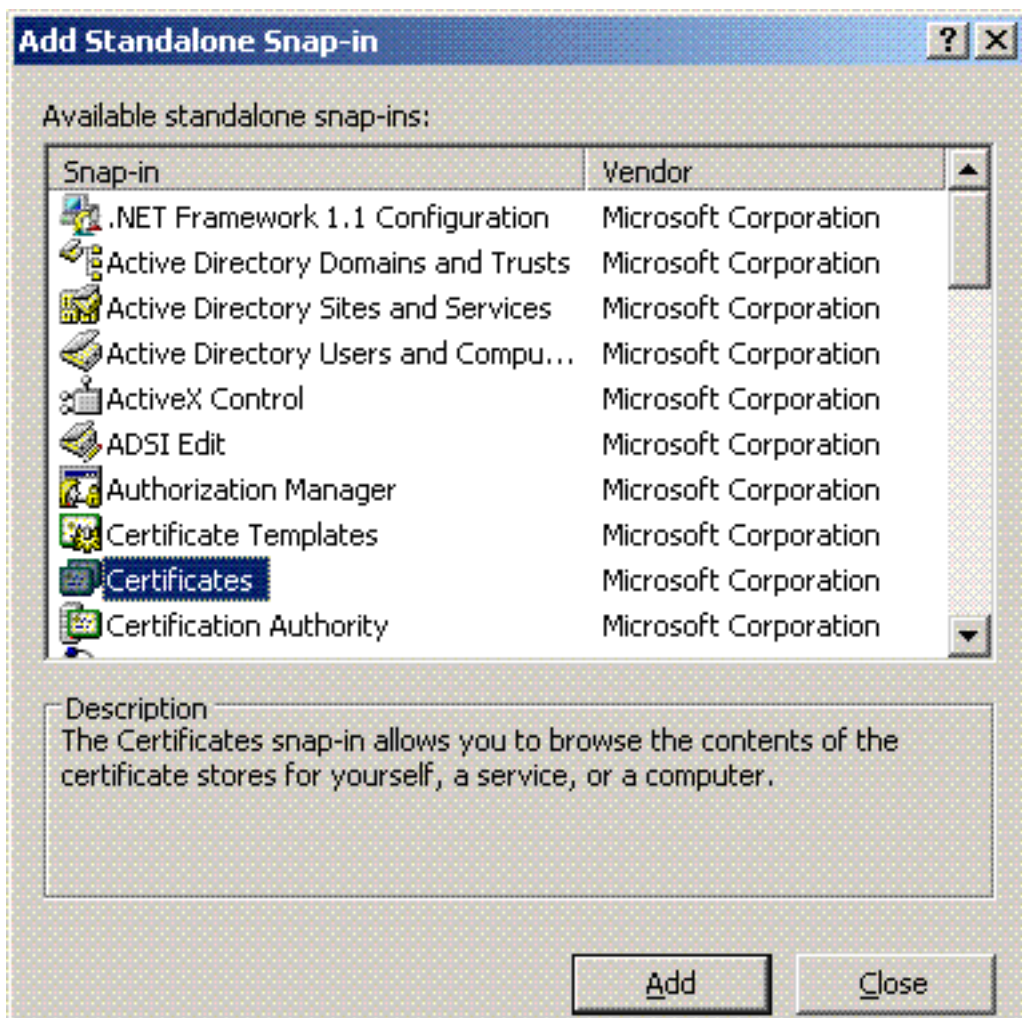 Add Standalone Snap-in
Available standalone snap-ins:
Snap-in Vendor
.NET Framework 1.1 Configuration Microsoft Corporation
Active Directory Domains and Trusts Microsoft Corporation
Active Directory Sites and Services Microsoft Corporation
Active Directory Users and Compu... Microsoft Corporation
ActiveX Control Microsoft Corporation
ADSI Edit Microsoft Corporation
Authorization Manager Microsoft Corporation
Certificate Templates Microsoft Corporation
Certificates Microsoft Corporation
Certification Authority Microsoft Corporation
Description
The Certificates snap-in allows you to browse the contents of the
certificate stores for yourself, a service, or a computer.
Add Close